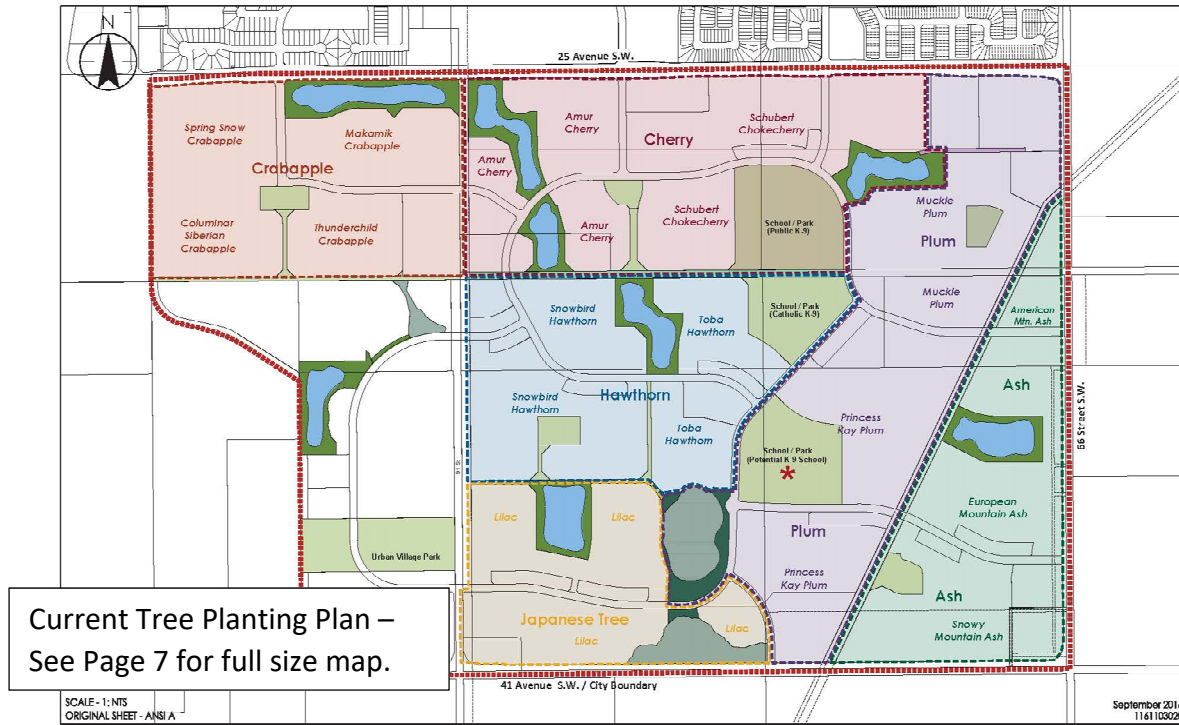 N
25 Avenue S.W.
Spring Snow
Crabapple
Makamik
Crabapple
Crabapple
Columnar
Siberian
Crabapple
Thunderchild
Crabapple
Amur
Cherry
Schubert
Chokecherry
Cherry
Amur
Cherry
Amur
Cherry
Schubert
Chokecherry
School / Park
(Public K-9)
Muckle
Plum
Plum
Muckle
Plum
School / Park
(Catholic K-9)
American
Mtn. Ash
Snowbird
Hawthorn
Toba
Hawthorn
Hawthorn
Snowbird
Hawthorn
Toba
Hawthorn
Princess
Kay Plum
School / Park
(Potential K-9 School)
*
Ash
66 Street S.W.
91 St
European
Mountain Ash
Lilac
Lilac
Urban Village Park
Plum
Princess
Kay Plum
Ash
Snowy
Mountain Ash
Japanese Tree
Lilac
Lilac
Current Tree Planting Plan –
See Page 7 for full size map.
41 Avenue S.W. / City Boundary
SCALE - 1: NTS
ORIGINAL SHEET - ANSI A
September 2016